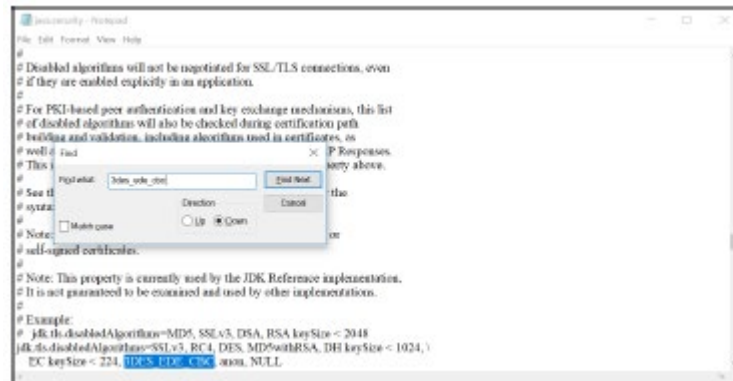 java.security - Notepad
File Edit Format View Help
#
# Disabled algorithms will not be negotiated for SSL/TLS connections, even
# if they are enabled explicitly in an application.
#
# For PKI-based peer authentication and key exchange mechanisms, this list
# of disabled algorithms will also be checked during certification path
# building and validation, including algorithms used in certificates, as
# well a
P Responses.
# This
erty above.
#
# See th
the
# synta
#
# Note:
or
# self-signed certificates.
#
# Note: This property is currently used by the JDK Reference implementation.
# It is not guaranteed to be examined and used by other implementations.
#
# Example:
# jdk.tls.disabledAlgorithms=MD5, SSLv3, DSA, RSA keySize < 2048
jdk.tls.disabledAlgorithms=SSLv3, RC4, DES, MD5withRSA, DH keySize < 1024, \
EC keySize < 224, 3DES_EDE_CBC, anon, NULL
Find
Find what: 3des_ede_cbc
Find Next
Direction
Cancel
Match case
Up Down